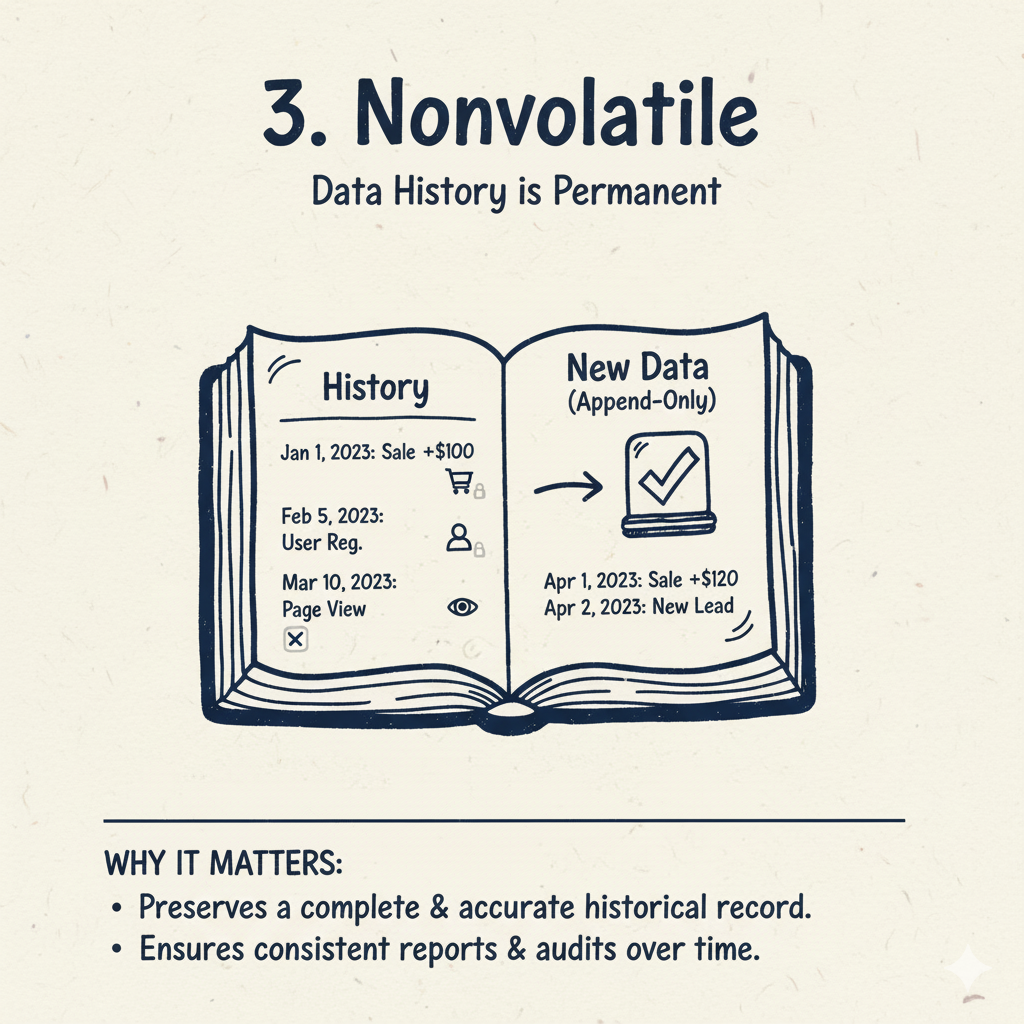 3. Nonvolatile
Data History is Permanent
History
Jan 1, 2023: Sale +$100
Feb 5, 2023:
User Reg.
Mar 10, 2023:
Page View
New Data
(Append-Only)
Apr 1, 2023: Sale +$120
Apr 2, 2023: New Lead
WHY IT MATTERS:
• Preserves a complete & accurate historical record.
• Ensures consistent reports & audits over time.